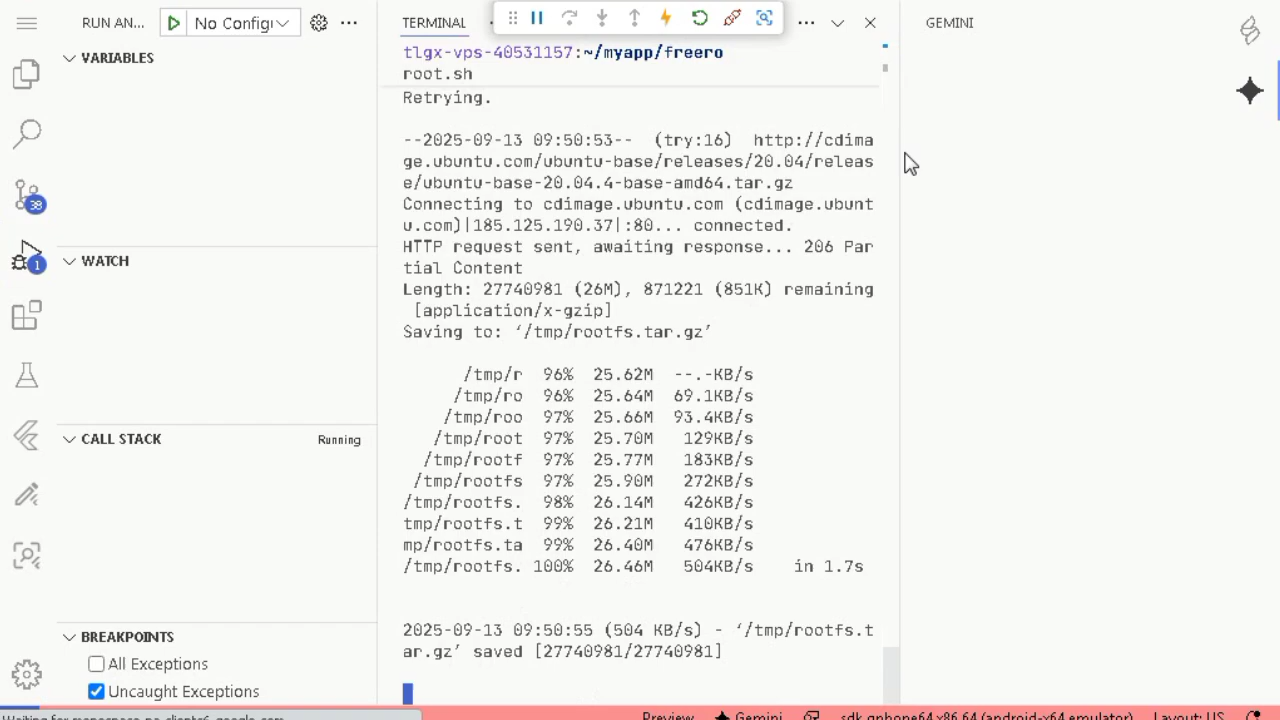 RUN AN...
No Config
TERMINAL
GEMINI
VARIABLES
tlgx-vps-40531157:~/myapp/freero
root.sh
Retrying.
--2025-09-13 09:50:53-- (try:16) http://cdima
ge.ubuntu.com/ubuntu-base/releases/20.04/releas
e/ubuntu-base-20.04.4-base-amd64.tar.gz
Connecting to cdimage.ubuntu.com (cdimage.ubunt
u.com)|185.125.190.37|:80... connected.
HTTP request sent, awaiting response... 206 Par
tial Content
Length: 27740981 (26M), 871221 (851K) remaining
[application/x-gzip]
Saving to: ‘/tmp/rootfs.tar.gz’
/tmp/r 96% 25.62M --.-KB/s
/tmp/ro 96% 25.64M 69.1KB/s
/tmp/roo 97% 25.66M 93.4KB/s
/tmp/root 97% 25.70M 129KB/s
/tmp/rootf 97% 25.77M 183KB/s
/tmp/rootfs 97% 25.90M 272KB/s
/tmp/rootfs. 98% 26.14M 426KB/s
tmp/rootfs.t 99% 26.21M 410KB/s
mp/rootfs.ta 99% 26.40M 476KB/s
/tmp/rootfs. 100% 26.46M 504KB/s in 1.7s
2025-09-13 09:50:55 (504 KB/s) - ‘/tmp/rootfs.t
ar.gz’ saved [27740981/27740981]
38
1
WATCH
CALL STACK
Running
BREAKPOINTS
All Exceptions
Uncaught Exceptions
Preview
Gemini
sdk gphone64 x86 64 (android-x64 emulator)
Layout: US